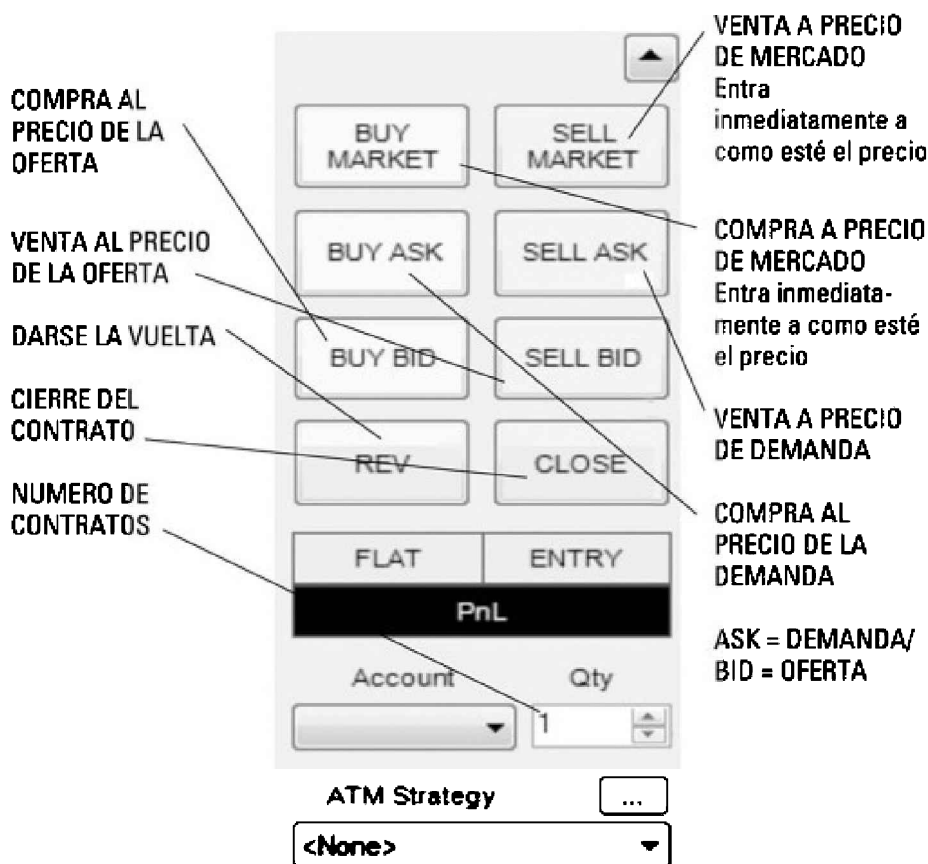 COMPRA AL
PRECIO DE LA
OFERTA
VENTA AL PRECIO
DE LA OFERTA
DARSE LA VUELTA
CIERRE DEL
CONTRATO
NUMERO DE
CONTRATOS
BUY
MARKET
SELL
MARKET
BUY ASK
SELL ASK
BUY BID
SELL BID
REV
CLOSE
FLAT
ENTRY
PnL
Account
Qty
1
ATM Strategy
...
<None>
VENTA A PRECIO
DE MERCADO
Entra
inmediatamente a
como esté el precio
COMPRA A PRECIO
DE MERCADO
Entra inmediata-
mente a como esté
el precio
VENTA A PRECIO
DE DEMANDA
COMPRA AL
PRECIO DE LA
DEMANDA
ASK = DEMANDA/
BID = OFERTA